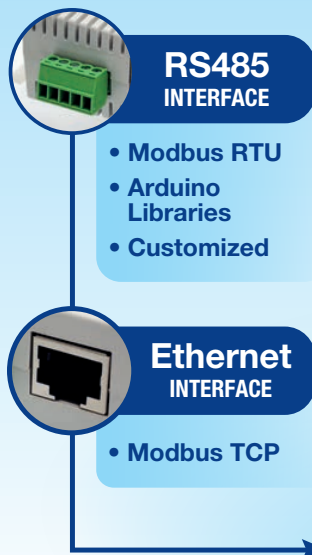 RS485
INTERFACE
• Modbus RTU
• Arduino
Libraries
• Customized
Ethernet
INTERFACE
• Modbus TCP